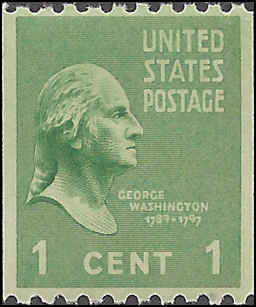 UNITED
STATES
POSTAGE
GEORGE
WASHINGTON
1789-1797
1 CENT 1